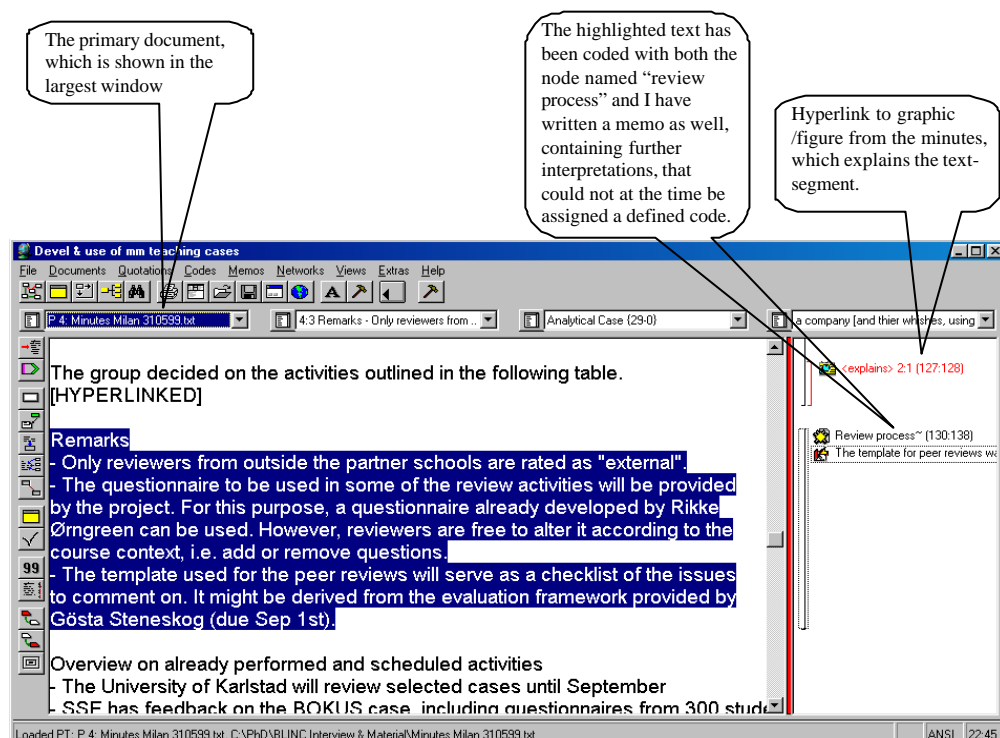 The primary document,
which is shown in the
largest window
The highlighted text has
been coded with both the
node named “review
process” and I have
written a memo as well,
containing further
interpretations, that
could not at the time be
assigned a defined code.
Hyperlink to graphic
/figure from the minutes,
which explains the text-
segment.
Devel & use of mm teaching cases
File Documents Quotations Codes Memos Networks Views Extras Help
P 4: Minutes Milan 310599.txt 4:3 Remarks - Only reviewers from .. Analytical Case {29-0} a company [and thier whishes, using
The group decided on the activities outlined in the following table.
[HYPERLINKED]
<explains> 2:1 (127:128)
Remarks
- Only reviewers from outside the partner schools are rated as "external".
- The questionnaire to be used in some of the review activities will be provided
by the project. For this purpose, a questionnaire already developed by Rikke
Ørngreen can be used. However, reviewers are free to alter it according to the
course context, i.e. add or remove questions.
- The template used for the peer reviews will serve as a checklist of the issues
to comment on. It might be derived from the evaluation framework provided by
Gösta Steneskog (due Sep 1st).
Review process~ (130:138)
The template for peer reviews wa
Overview on already performed and scheduled activities
- The University of Karlstad will review selected cases until September
- SSE has feedback on the BOKUS case, including questionnaires from 300 stude
99
A
Loaded PT: P 4: Minutes Milan 310599.txt C:\PhD\BLINC Interview & Material\Minutes Milan 310599.txt ANSI 22:45